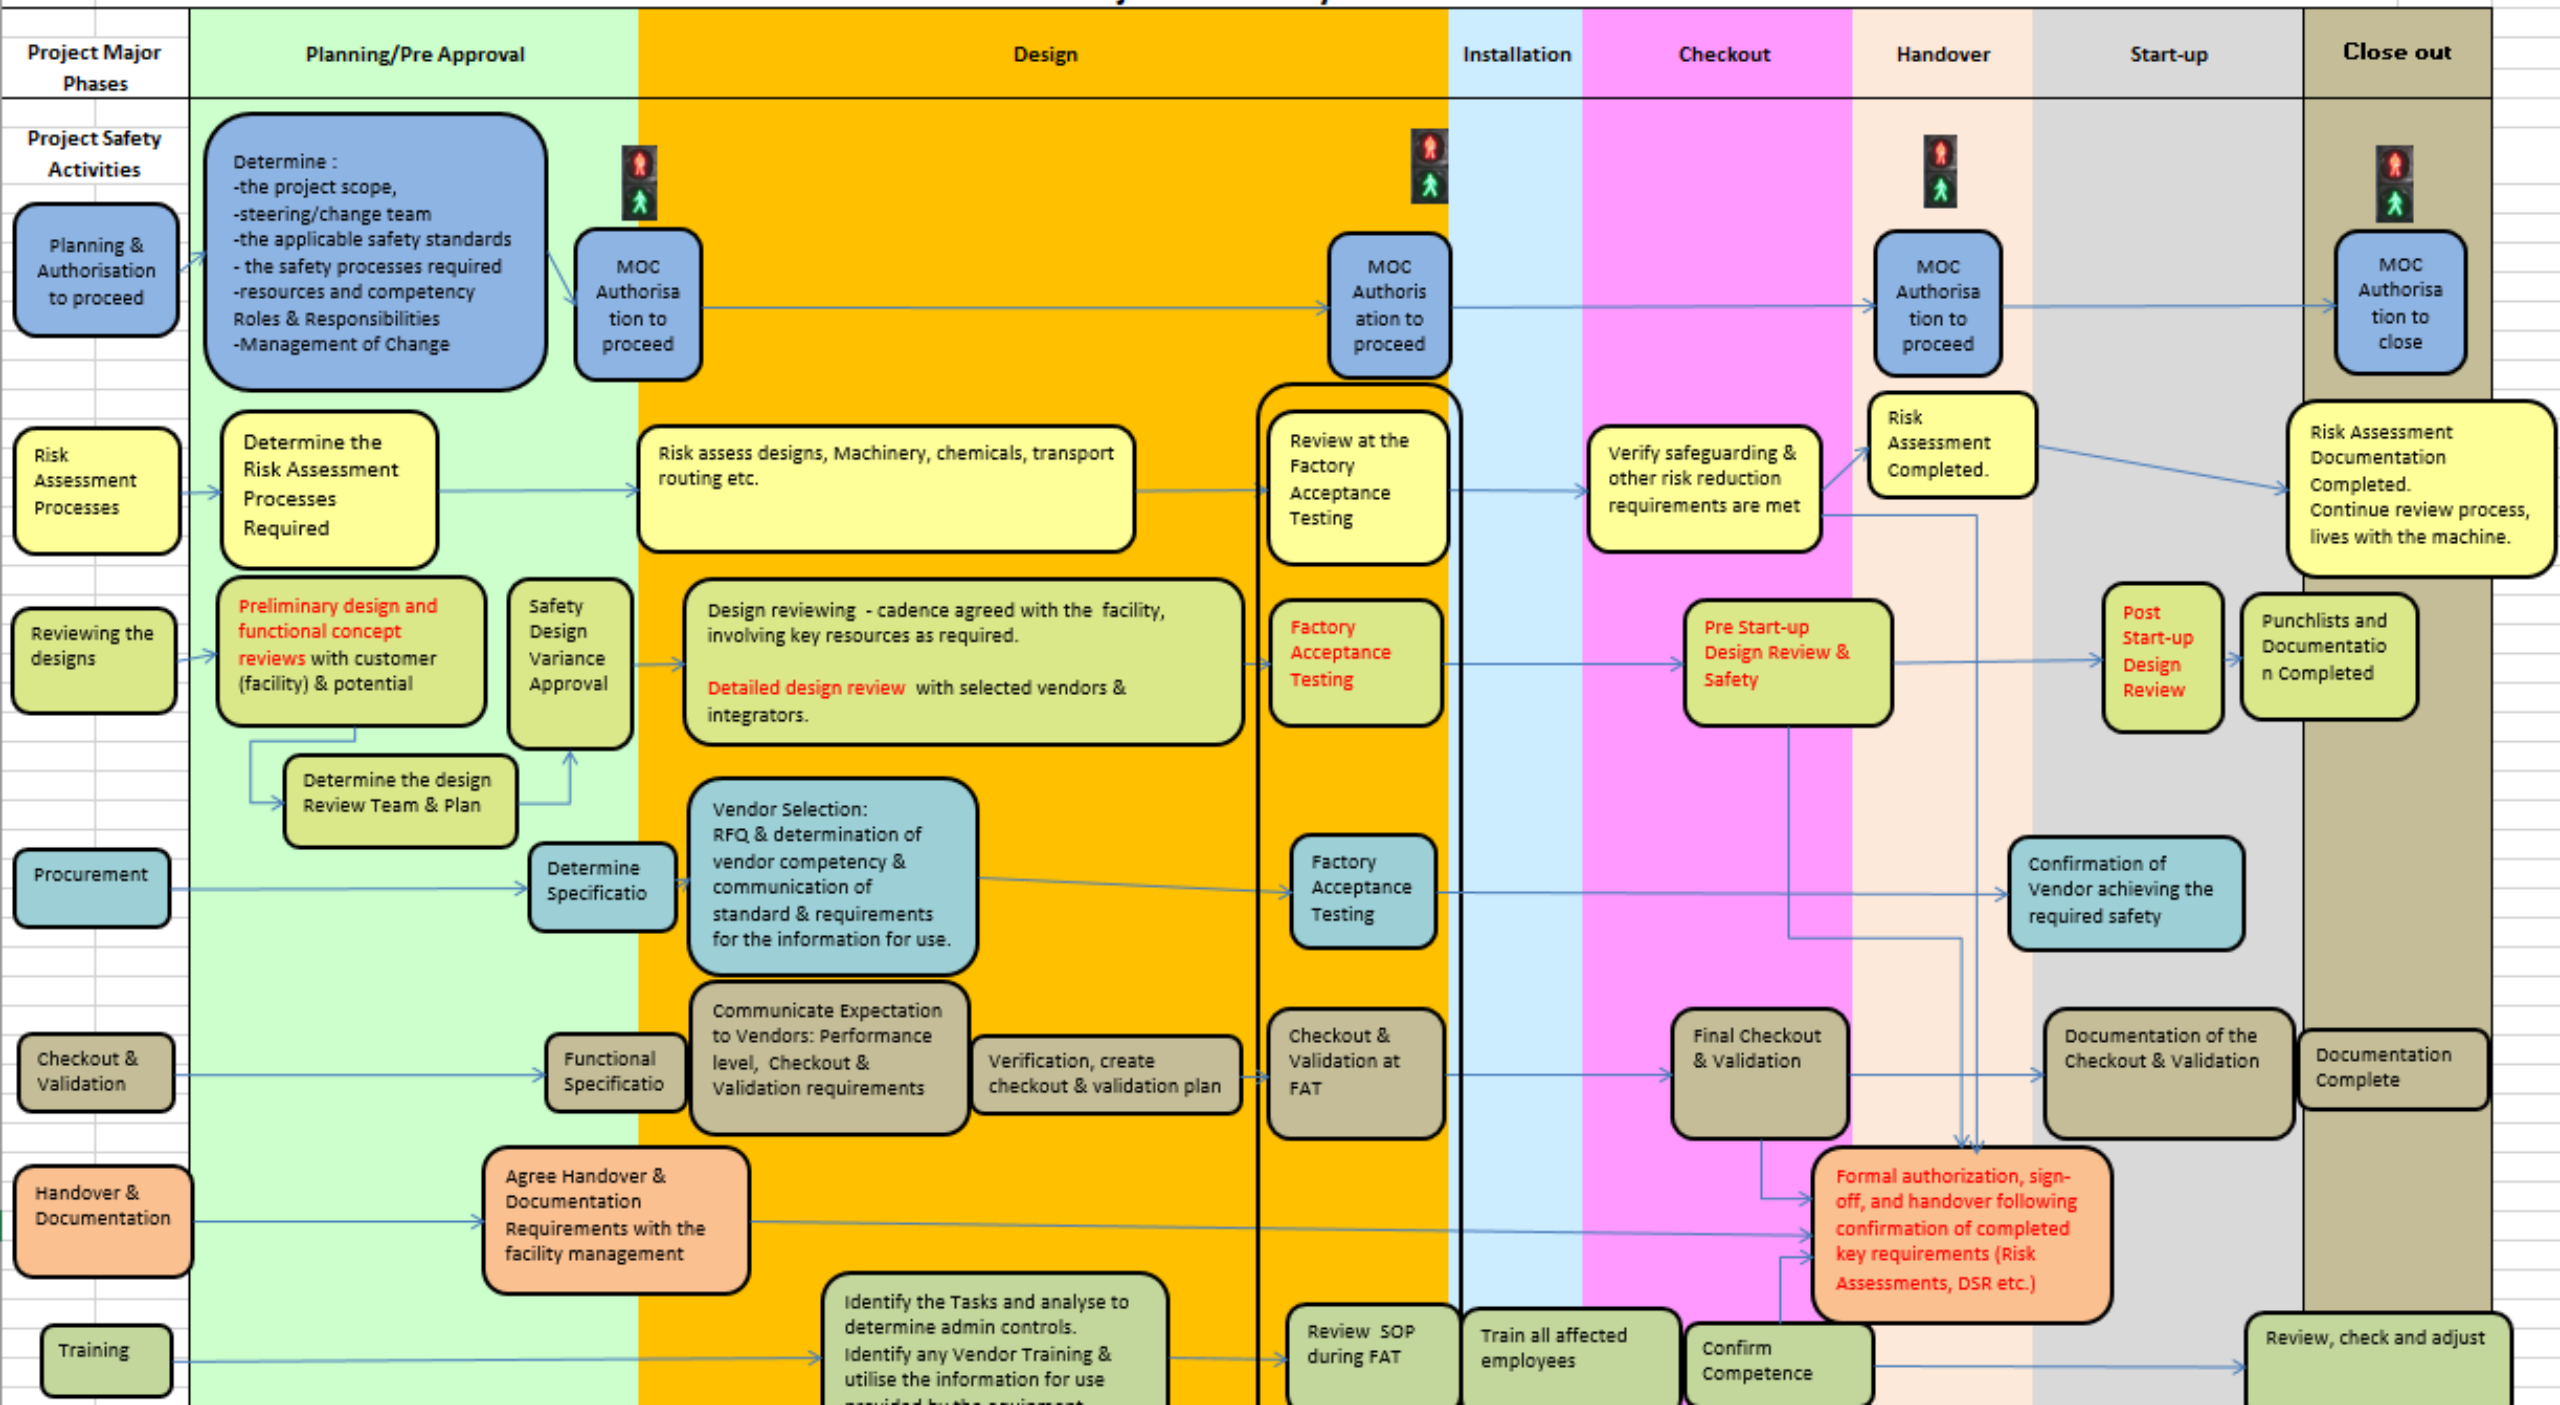 Project Major
Phases
Planning/Pre Approval
Design
Installation
Checkout
Handover
Start-up
Close out
Project Safety
Activities
Planning &
Authorisation
to proceed
Determine :
-the project scope,
-steering/change team
-the applicable safety standards
- the safety processes required
-resources and competency
Roles & Responsibilities
-Management of Change
MOC
Authorisa
tion to
proceed
MOC
Authoris
ation to
proceed
MOC
Authorisa
tion to
proceed
MOC
Authorisa
tion to
close
Risk
Assessment
Processes
Determine the
Risk Assessment
Processes
Required
Risk assess designs, Machinery, chemicals, transport
routing etc.
Review at the
Factory
Acceptance
Testing
Verify safeguarding &
other risk reduction
requirements are met
Risk
Assessment
Completed.
Risk Assessment
Documentation
Completed.
Continue review process,
lives with the machine.
Reviewing the
designs
Preliminary design and
functional concept
reviews with customer
(facility) & potential
Safety
Design
Variance
Approval
Design reviewing  - cadence agreed with the  facility,
involving key resources as required.
Detailed design review  with selected vendors &
integrators.
Factory
Acceptance
Testing
Pre Start-up
Design Review &
Safety
Post
Start-up
Design
Review
Punchlists and
Documentatio
n Completed
Determine the design
Review Team & Plan
Procurement
Determine
Specificatio
Vendor Selection:
RFQ & determination of
vendor competency &
communication of
standard & requirements
for the information for use.
Factory
Acceptance
Testing
Confirmation of
Vendor achieving the
required safety
Checkout &
Validation
Functional
Specificatio
Communicate Expectation
to Vendors: Performance
level,  Checkout &
Validation requirements
Verification, create
checkout & validation plan
Checkout &
Validation at
FAT
Final Checkout
& Validation
Documentation of the
Checkout & Validation
Documentation
Complete
Handover &
Documentation
Agree Handover &
Documentation
Requirements with the
facility management
Formal authorization, sign-
off, and handover following
confirmation of completed
key requirements (Risk
Assessments, DSR etc.)
Training
Identify the Tasks and analyse to
determine admin controls.
Identify any Vendor Training &
utilise the information for use
provided by the equipment
Review  SOP
during FAT
Train all affected
employees
Confirm
Competence
Review, check and adjust